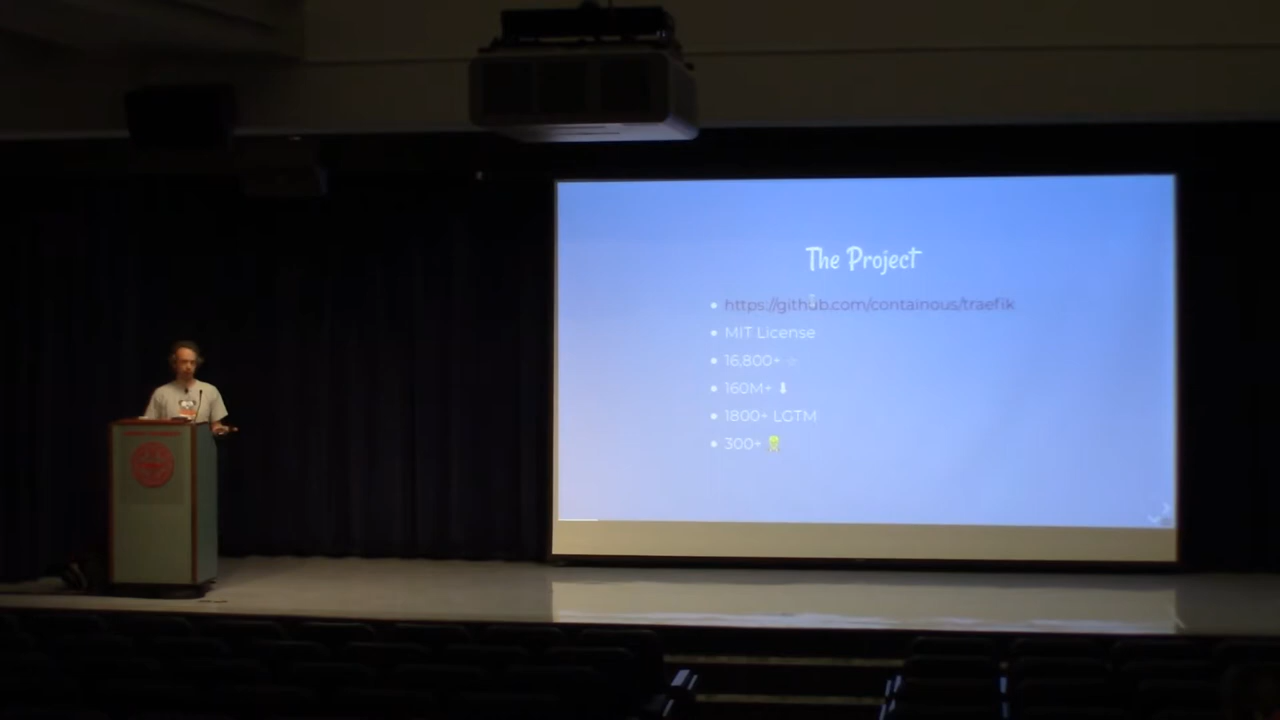 The Project
https://github.com/containous/traefik
MIT License
16,800+
160M+ ⬇
1800+ LGTM
300+